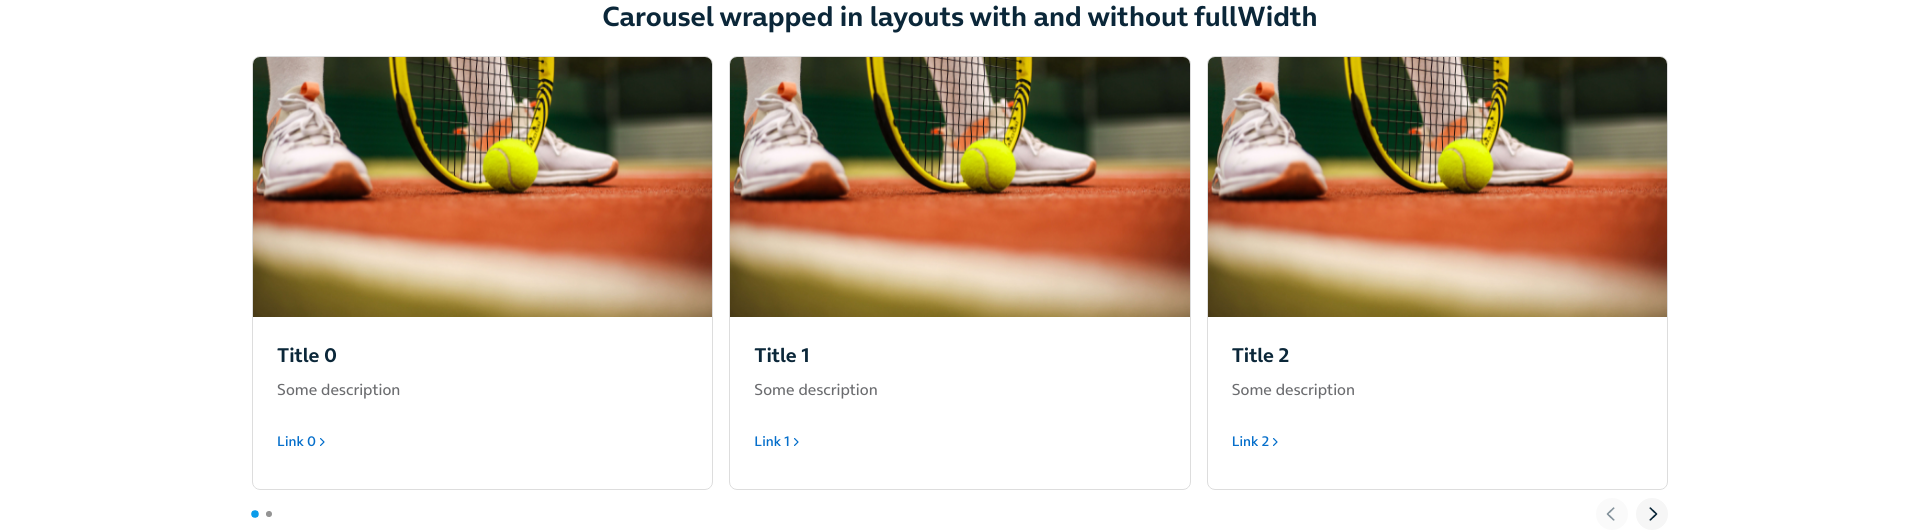 Carousel wrapped in layouts with and without fullWidth
Title 0
Some description
Link 0
Title 1
Some description
Link 1
Title 2
Some description
Link 2